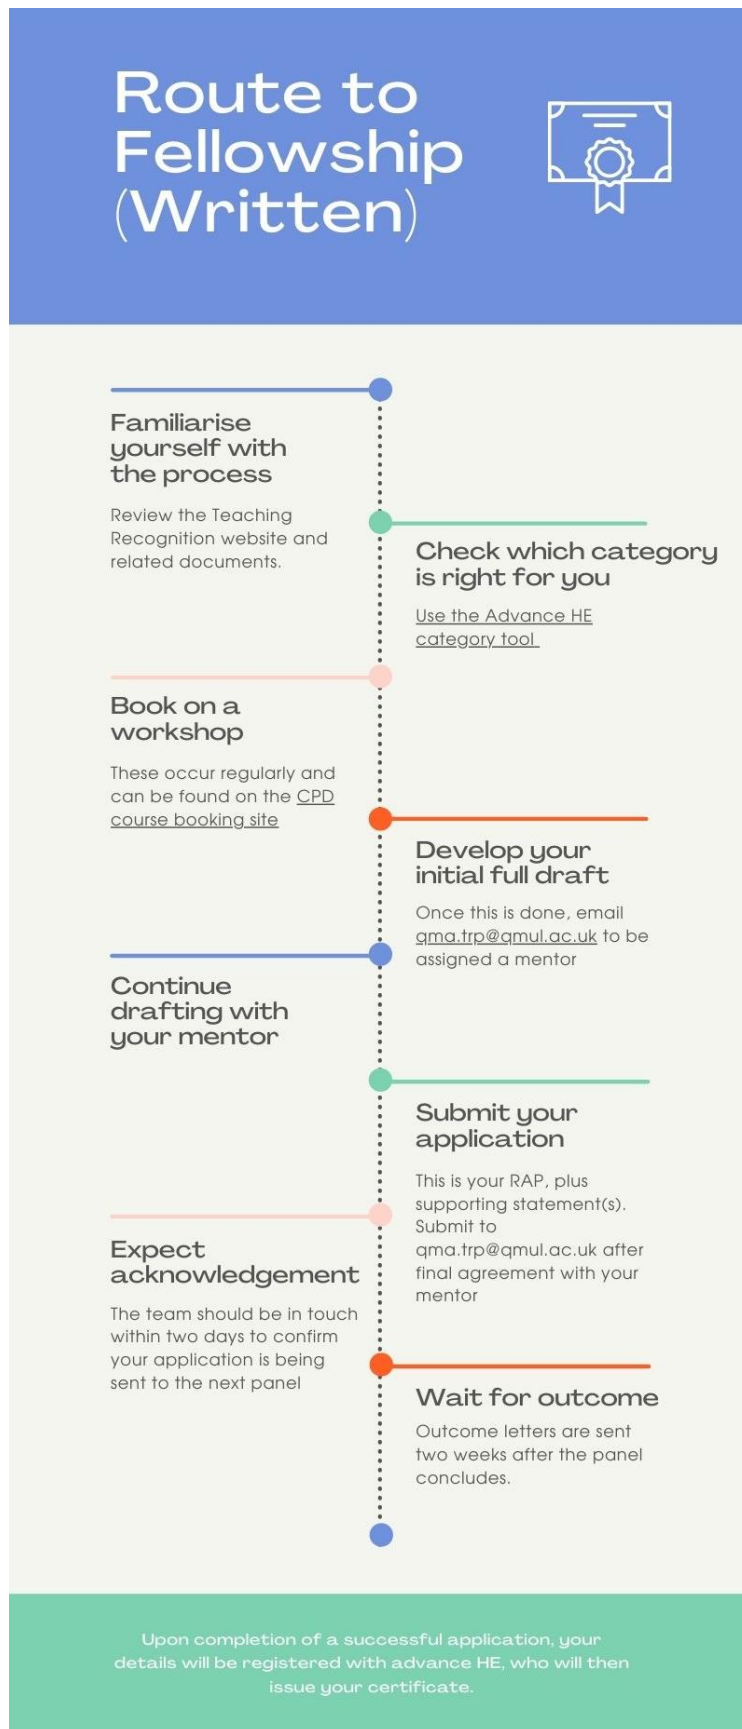 Route to
Fellowship
(Written)
Familiarise
yourself with
the process
Review the Teaching
Recognition website and
related documents.
Check which category
is right for you
Use the Advance HE
category tool
Book on a
workshop
These occur regularly and
can be found on the CPD
course booking site
Develop your
initial full draft
Once this is done, email
qma.trp@qmul.ac.uk to be
assigned a mentor
Continue
drafting with
your mentor
Submit your
application
This is your RAP, plus
supporting statement(s).
Submit to
qma.trp@qmul.ac.uk after
final agreement with your
mentor
Expect
acknowledgement
The team should be in touch
within two days to confirm
your application is being
sent to the next panel
Wait for outcome
Outcome letters are sent
two weeks after the panel
concludes.
Upon completion of a successful application, your
details will be registered with advance HE, who will then
issue your certificate.